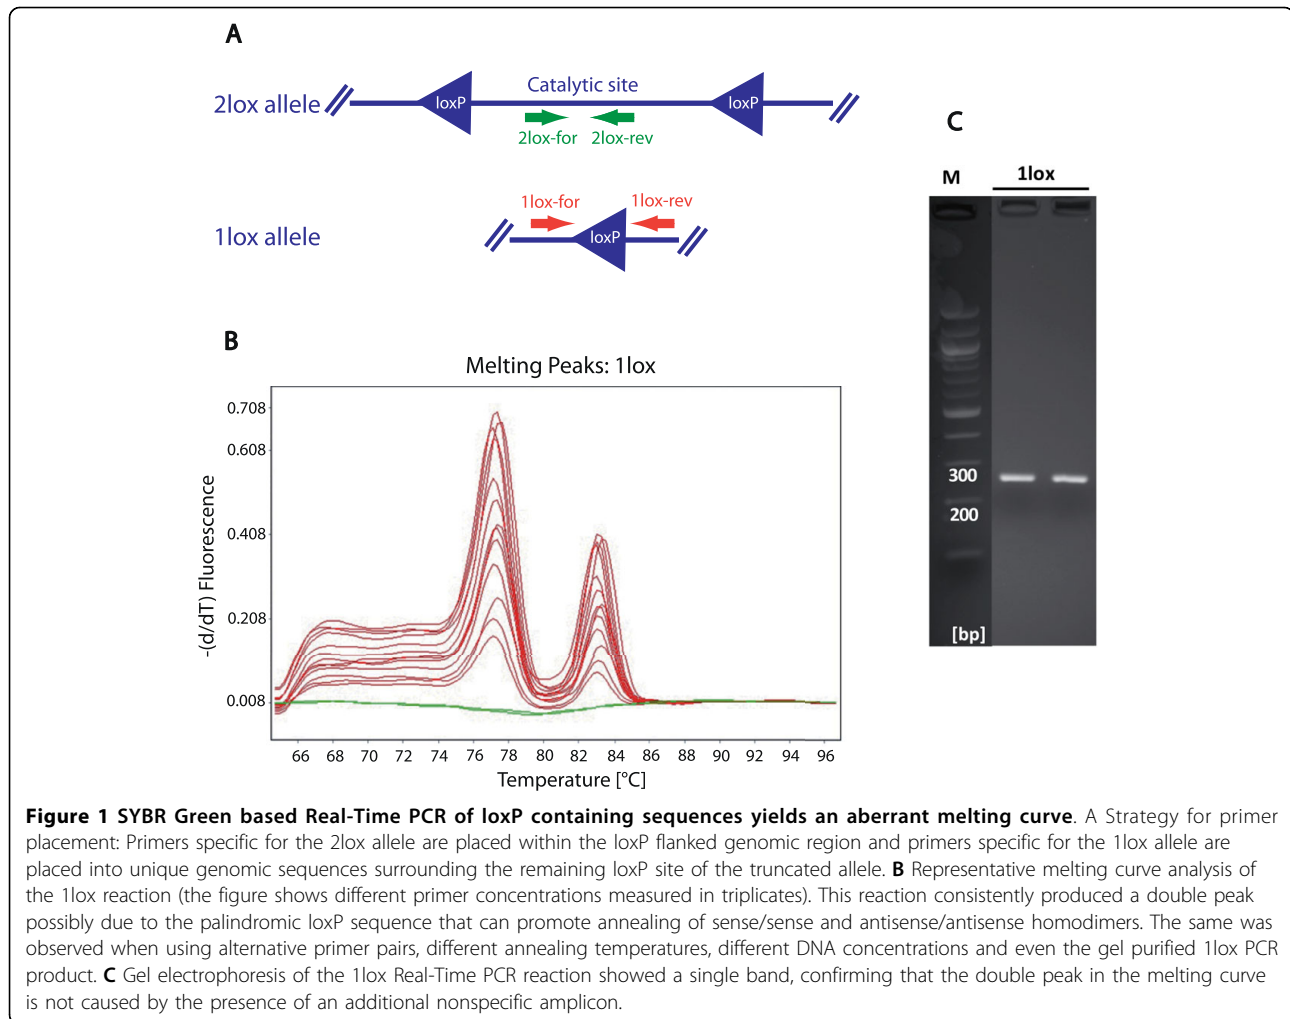 A
2lox allele
loxP
Catalytic site
loxP
2lox-for
2lox-rev
1lox allele
1lox-for
1lox-rev
loxP
B
Melting Peaks: 1lox
-(d/dT) Fluorescence
0.708
0.608
0.408
0.208
0.008
66 68 70 72 74 76 78 80 82 84 86 88 90 92 94 96
Temperature [°C]
C
M
1lox
300
200
[bp]
Figure 1 SYBR Green based Real-Time PCR of loxP containing sequences yields an aberrant melting curve. A Strategy for primer
placement: Primers specific for the 2lox allele are placed within the loxP flanked genomic region and primers specific for the 1lox allele are
placed into unique genomic sequences surrounding the remaining loxP site of the truncated allele. B Representative melting curve analysis of
the 1lox reaction (the figure shows different primer concentrations measured in triplicates). This reaction consistently produced a double peak
possibly due to the palindromic loxP sequence that can promote annealing of sense/sense and antisense/antisense homodimers. The same was
observed when using alternative primer pairs, different annealing temperatures, different DNA concentrations and even the gel purified 1lox PCR
product. C Gel electrophoresis of the 1lox Real-Time PCR reaction showed a single band, confirming that the double peak in the melting curve
is not caused by the presence of an additional nonspecific amplicon.